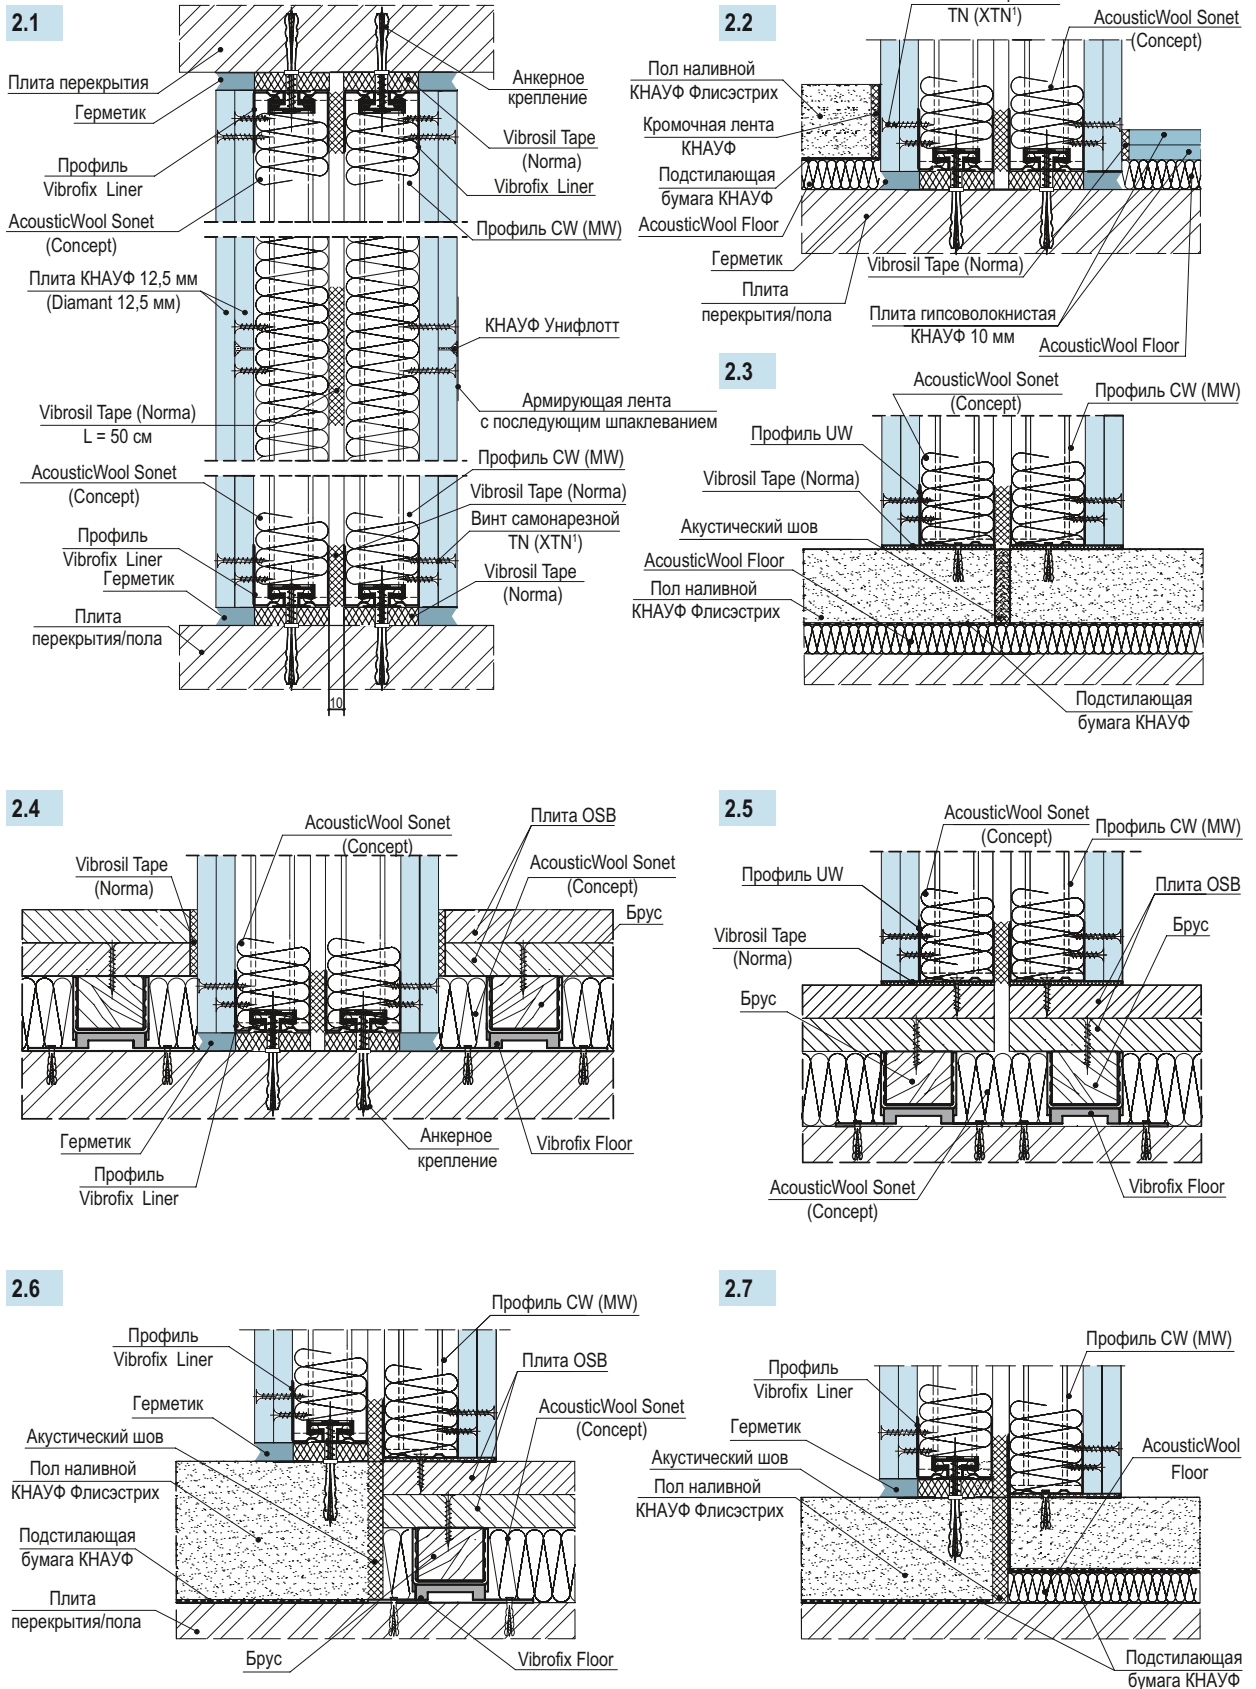 2.1
Плита перекрытия
Герметик
Профиль
Vibrofix Liner
AcousticWool Sonet
(Concept)
Плита КНАУФ 12,5 мм
(Diamant 12,5 мм)
Vibrosil Tape (Norma)
L = 50 см
AcousticWool Sonet
(Concept)
Профиль
Vibrofix Liner
Герметик
Плита
перекрытия/пола
Анкерное
крепление
Vibrosil Tape
(Norma)
Vibrofix Liner
Профиль CW (MW)
КНАУФ Унифлотт
Армирующая лента
с последующим шпаклеванием
Профиль CW (MW)
Vibrosil Tape (Norma)
Винт самонарезной
TN (XTN¹)
Vibrosil Tape
(Norma)
10
2.2
TN (XTN¹)
AcousticWool Sonet
(Concept)
Пол наливной
КНАУФ Флисэстрих
Кромочная лента
КНАУФ
Подстилающая
бумага КНАУФ
AcousticWool Floor
Герметик
Vibrosil Tape (Norma)
Плита
перекрытия/пола
Плита гипсоволокнистая
КНАУФ 10 мм
AcousticWool Floor
2.3
AcousticWool Sonet
(Concept)
Профиль CW (MW)
Профиль UW
Vibrosil Tape (Norma)
Акустический шов
AcousticWool Floor
Пол наливной
КНАУФ Флисэстрих
Подстилающая
бумага КНАУФ
2.4
AcousticWool Sonet
(Concept)
Плита OSB
Vibrosil Tape
(Norma)
AcousticWool Sonet
(Concept)
Брус
Герметик
Профиль
Vibrofix Liner
Анкерное
крепление
Vibrofix Floor
2.5
AcousticWool Sonet
(Concept)
Профиль CW (MW)
Профиль UW
Плита OSB
Vibrosil Tape
(Norma)
Брус
Брус
AcousticWool Sonet
(Concept)
Vibrofix Floor
2.6
Профиль CW (MW)
Профиль
Vibrofix Liner
Плита OSB
Герметик
AcousticWool Sonet
(Concept)
Акустический шов
Пол наливной
КНАУФ Флисэстрих
Подстилающая
бумага КНАУФ
Плита
перекрытия/пола
Брус
Vibrofix Floor
2.7
Профиль CW (MW)
Профиль
Vibrofix Liner
Герметик
AcousticWool
Floor
Акустический шов
Пол наливной
КНАУФ Флисэстрих
Подстилающая
бумага КНАУФ